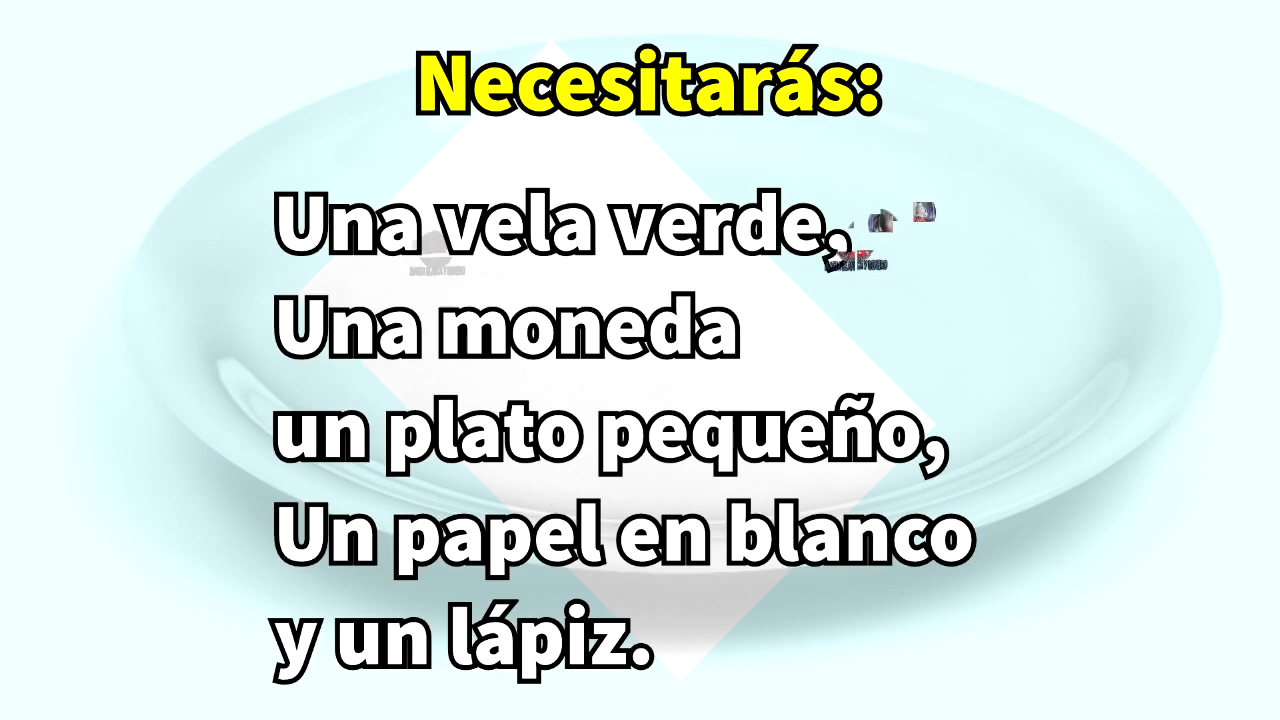 Necesitarás:
Una vela verde,
Una moneda
un plato pequeño,
Un papel en blanco
y un lápiz.